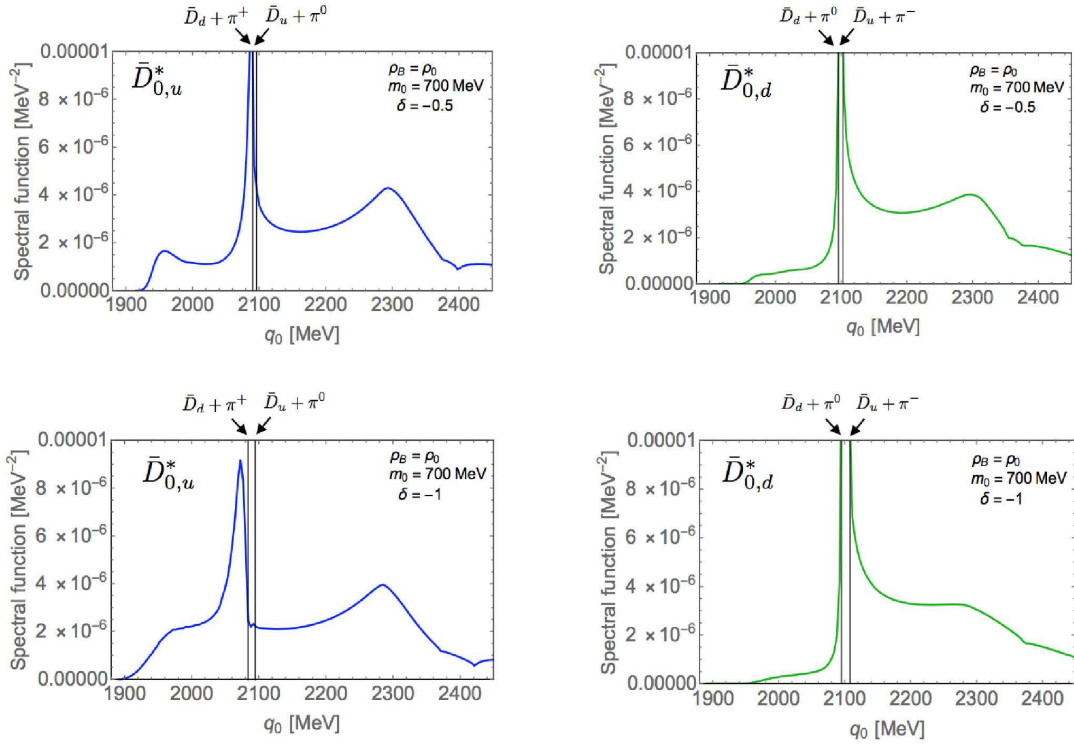 D̄_d + π⁺ D̄_u + π⁰
D̄*_{0,u}
ρ_B = ρ_0
m_0 = 700 MeV
δ = −0.5
Spectral function [MeV⁻²]
0.00001
8 × 10⁻⁶
6 × 10⁻⁶
4 × 10⁻⁶
2 × 10⁻⁶
0.00000
1900 2000 2100 2200 2300 2400
q_0 [MeV]
D̄_d + π⁰ D̄_u + π⁻
D̄*_{0,d}
ρ_B = ρ_0
m_0 = 700 MeV
δ = −0.5
Spectral function [MeV⁻²]
0.00001
8 × 10⁻⁶
6 × 10⁻⁶
4 × 10⁻⁶
2 × 10⁻⁶
0.00000
1900 2000 2100 2200 2300 2400
q_0 [MeV]
D̄_d + π⁺ D̄_u + π⁰
D̄*_{0,u}
ρ_B = ρ_0
m_0 = 700 MeV
δ = −1
Spectral function [MeV⁻²]
0.00001
8 × 10⁻⁶
6 × 10⁻⁶
4 × 10⁻⁶
2 × 10⁻⁶
0.00000
1900 2000 2100 2200 2300 2400
q_0 [MeV]
D̄_d + π⁰ D̄_u + π⁻
D̄*_{0,d}
ρ_B = ρ_0
m_0 = 700 MeV
δ = −1
Spectral function [MeV⁻²]
0.00001
8 × 10⁻⁶
6 × 10⁻⁶
4 × 10⁻⁶
2 × 10⁻⁶
0.00000
1900 2000 2100 2200 2300 2400
q_0 [MeV]